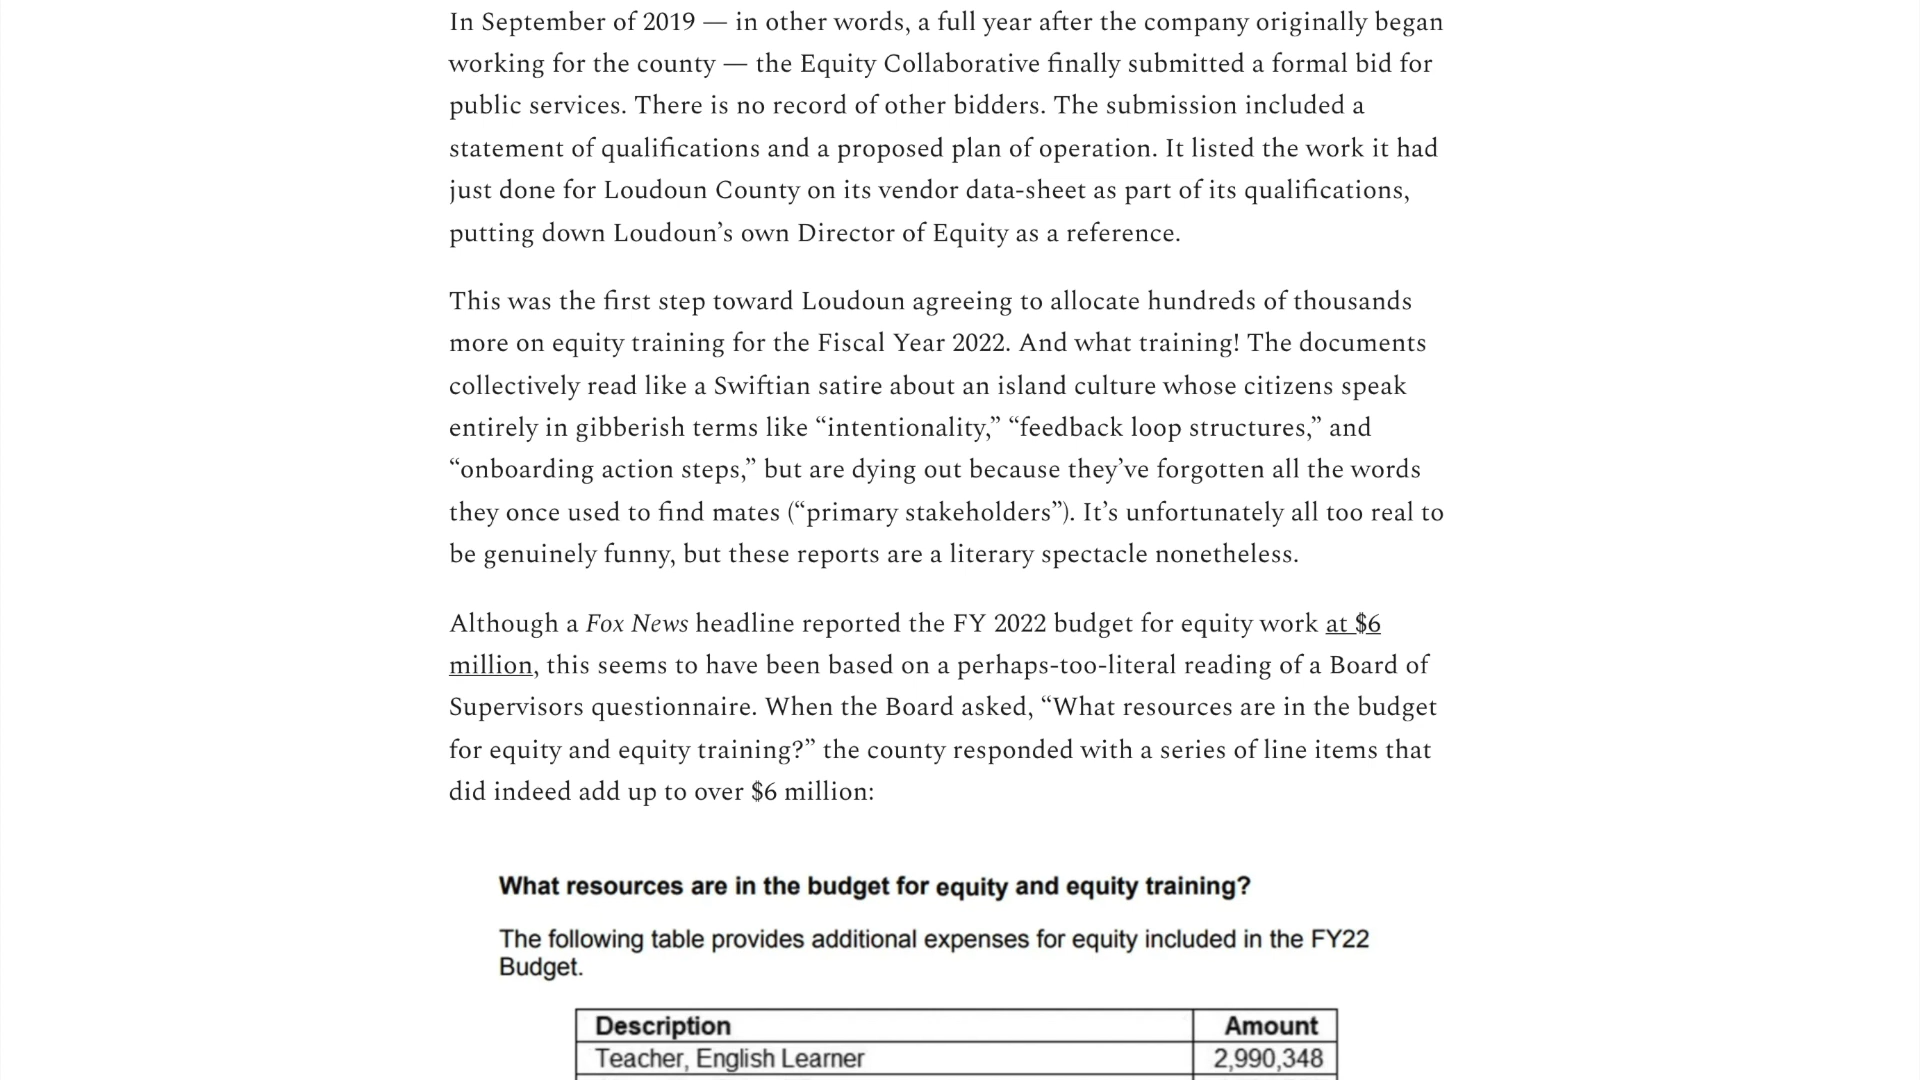 In September of 2019 — in other words, a full year after the company originally began
working for the county — the Equity Collaborative finally submitted a formal bid for
public services. There is no record of other bidders. The submission included a
statement of qualifications and a proposed plan of operation. It listed the work it had
just done for Loudoun County on its vendor data-sheet as part of its qualifications,
putting down Loudoun’s own Director of Equity as a reference.
This was the first step toward Loudoun agreeing to allocate hundreds of thousands
more on equity training for the Fiscal Year 2022. And what training! The documents
collectively read like a Swiftian satire about an island culture whose citizens speak
entirely in gibberish terms like “intentionality,” “feedback loop structures,” and
“onboarding action steps,” but are dying out because they’ve forgotten all the words
they once used to find mates (“primary stakeholders”). It’s unfortunately all too real to
be genuinely funny, but these reports are a literary spectacle nonetheless.
Although a Fox News headline reported the FY 2022 budget for equity work at $6
million, this seems to have been based on a perhaps-too-literal reading of a Board of
Supervisors questionnaire. When the Board asked, “What resources are in the budget
for equity and equity training?” the county responded with a series of line items that
did indeed add up to over $6 million:
What resources are in the budget for equity and equity training?
The following table provides additional expenses for equity included in the FY22
Budget.
Description Amount
Teacher, English Learner 2,990,348